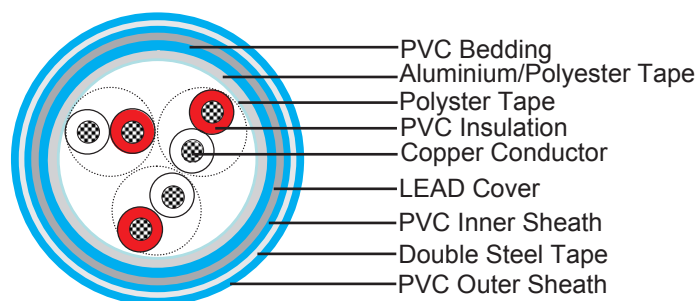 PVC Bedding
Aluminium/Polyester Tape
Polyster Tape
PVC Insulation
Copper Conductor
LEAD Cover
PVC Inner Sheath
Double Steel Tape
PVC Outer Sheath